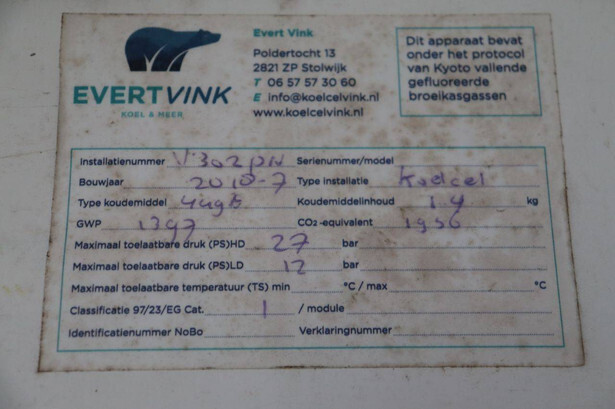 EVERTVINK
KOEL & MEER
Evert Vink
Poldertocht 13
2821 ZP Stolwijk
T 06 57 57 30 60
E info@koelcelvink.nl
www.koelcelvink.nl
Dit apparaat bevat
onder het protocol
van Kyoto vallende
gefluoreerde
broeikasgassen
Installatienummer Serienummer/model
Bouwjaar 2018-7 Type installatie Koelcel
Type koudemiddel 449A Koudemiddelinhoud 1.4 kg
GWP 1397 CO2-equivalent 1956
Maximaal toelaatbare druk (PS)HD 27 bar
Maximaal toelaatbare druk (PS)LD 12 bar
Maximaal toelaatbare temperatuur (TS) min °C / max °C
Classificatie 97/23/EG Cat. 1 / module
Identificatienummer NoBo Verklaringnummer